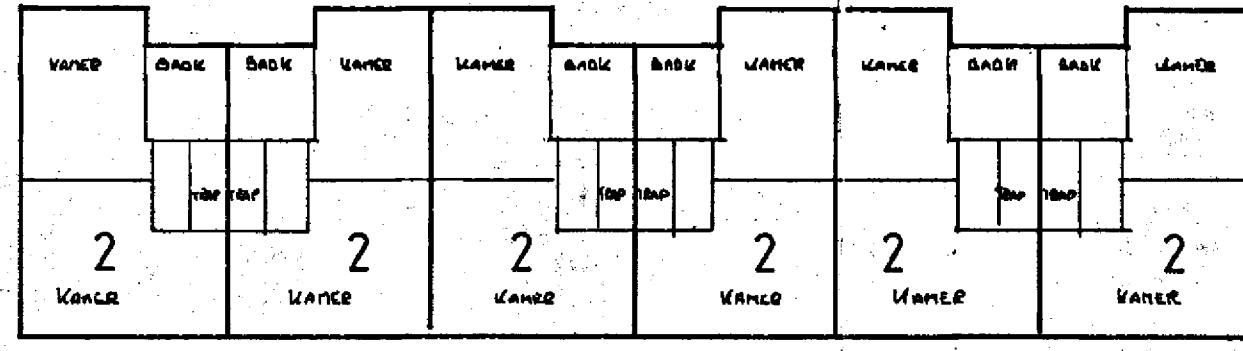 KAMER BADK BADK KAMER KAMER BADK BADK KAMER KAMER BADK BADK KAMER
TRAP TRAP TRAP TRAP TRAP TRAP
2 2 2 2 2 2
KAMER KAMER KAMER KAMER KAMER KAMER